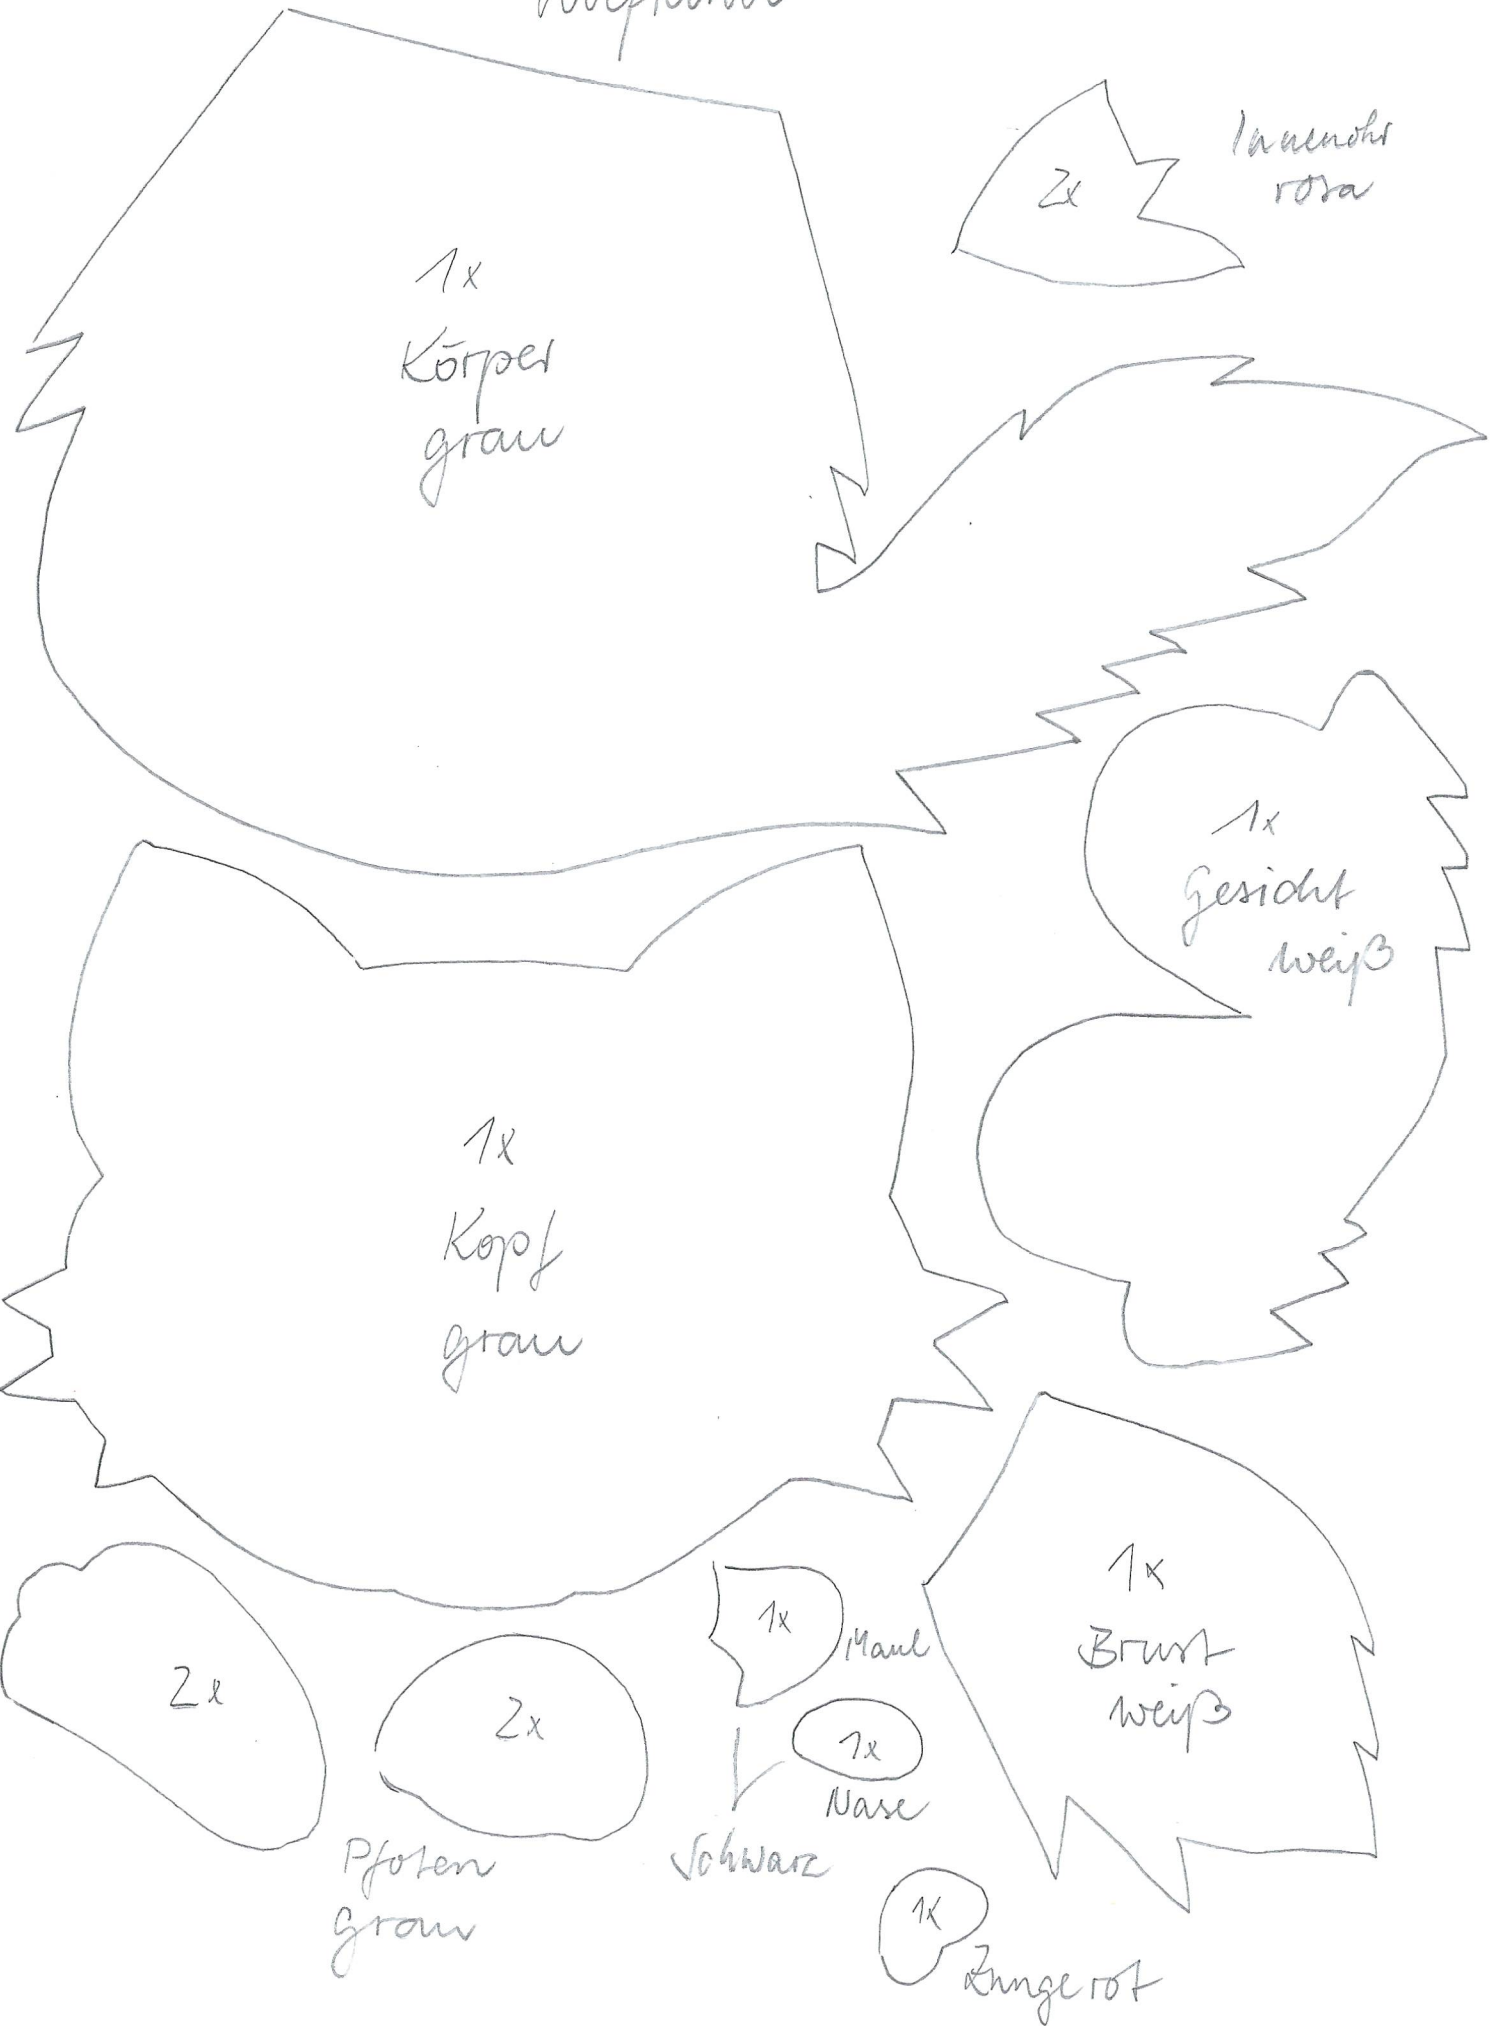 2x
Innenohr
rosa
1x
Körper
grau
1x
Gesicht
weiß
1x
Kopf
grau
1x
Brust
weiß
1x
Maul
2x
2x
1x
Nase
Schwarz
Pfoten
grau
1x
Zunge rot